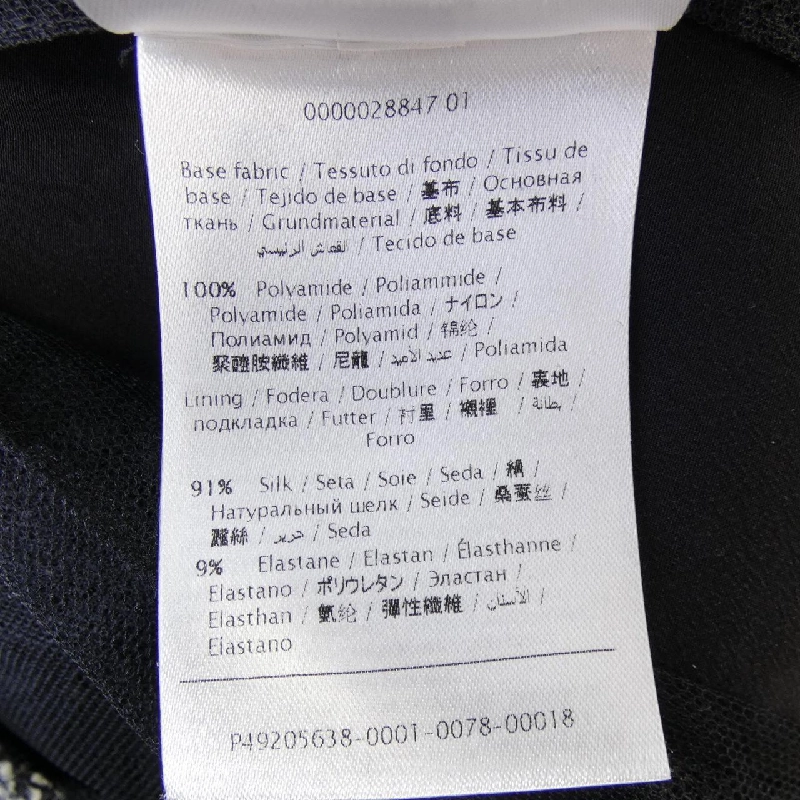 0000028847 01
Base fabric / Tessuto di fondo / Tissu de
base / Tejido de base / 基布 / Основная
ткань / Grundmaterial / 底料 / 基本布料 /
القماش الرئيسي / Tecido de base
100% Polyamide / Poliammide /
Polyamide / Poliamida / ナイロン /
Полиамид / Polyamid / 锦纶 /
聚醯胺纖維 / 尼龍 / عديد الأميد / Poliamida
Lining / Fodera / Doublure / Forro / 裏地 /
подкладка / Futter / 衬里 / 襯裡 / بطانة /
Forro
91% Silk / Seta / Soie / Seda / 絹 /
Натуральный шелк / Seide / 桑蚕丝 /
蠶絲 / حرير / Seda
9% Elastane / Elastan / Élasthanne /
Elastano / ポリウレタン / Эластан /
Elasthan / 氨纶 / 彈性纖維 / الأستان /
Elastano
P49205638-0001-0078-00018